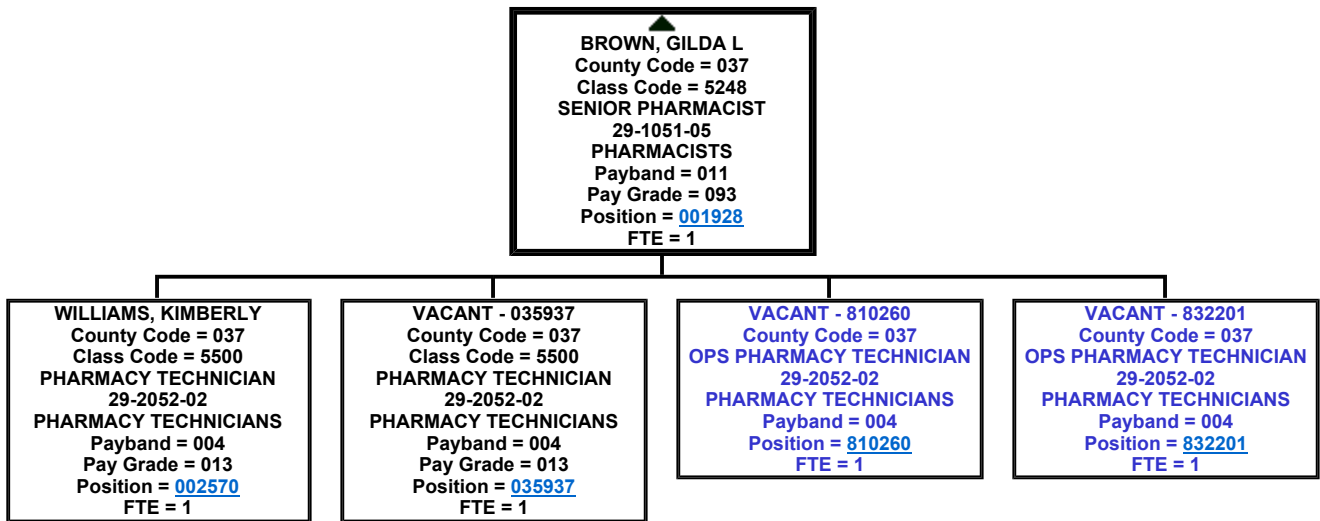 BROWN, GILDA L
County Code = 037
Class Code = 5248
SENIOR PHARMACIST
29-1051-05
PHARMACISTS
Payband = 011
Pay Grade = 093
Position = 001928
FTE = 1
WILLIAMS, KIMBERLY
County Code = 037
Class Code = 5500
PHARMACY TECHNICIAN
29-2052-02
PHARMACY TECHNICIANS
Payband = 004
Pay Grade = 013
Position = 002570
FTE = 1
VACANT - 035937
County Code = 037
Class Code = 5500
PHARMACY TECHNICIAN
29-2052-02
PHARMACY TECHNICIANS
Payband = 004
Pay Grade = 013
Position = 035937
FTE = 1
VACANT - 810260
County Code = 037
OPS PHARMACY TECHNICIAN
29-2052-02
PHARMACY TECHNICIANS
Payband = 004
Position = 810260
FTE = 1
VACANT - 832201
County Code = 037
OPS PHARMACY TECHNICIAN
29-2052-02
PHARMACY TECHNICIANS
Payband = 004
Position = 832201
FTE = 1